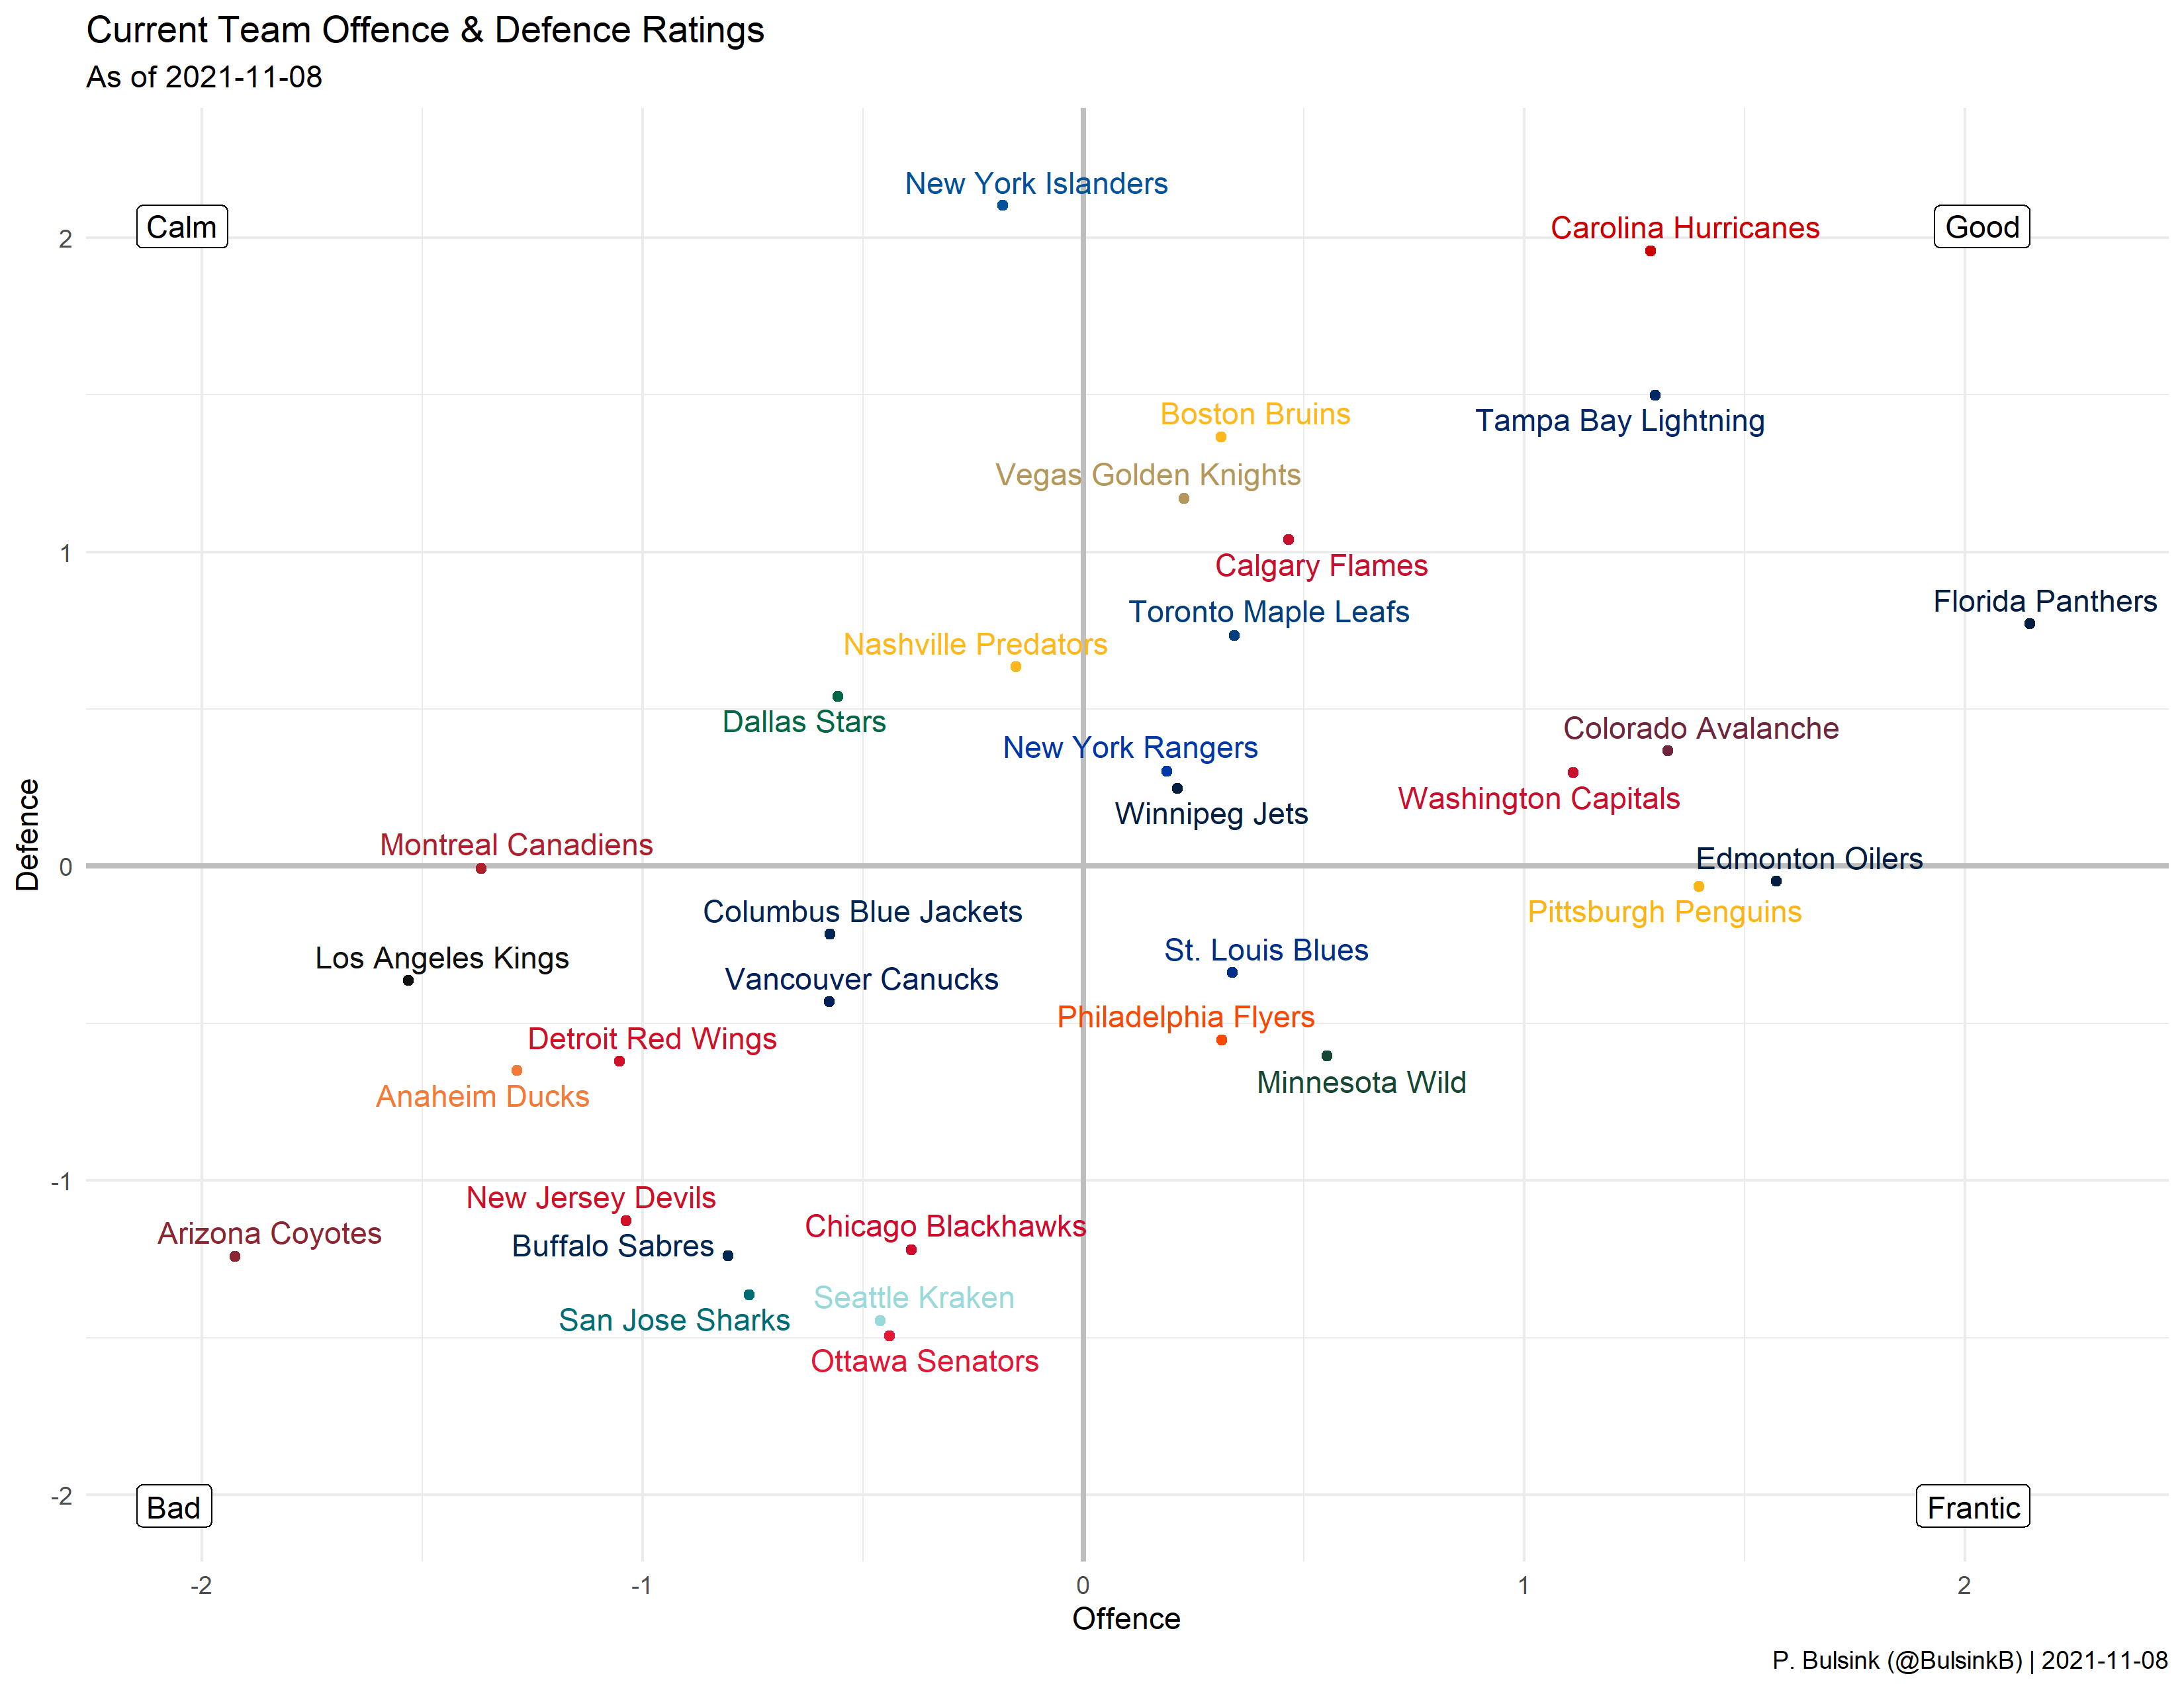 Current Team Offence & Defence Ratings
As of 2021-11-08
New York Islanders
Calm
Carolina Hurricanes
Good
2
Boston Bruins
Tampa Bay Lightning
Vegas Golden Knights
1
Calgary Flames
Florida Panthers
Toronto Maple Leafs
Nashville Predators
Dallas Stars
Colorado Avalanche
New York Rangers
Washington Capitals
Winnipeg Jets
Defence
Montreal Canadiens
Edmonton Oilers
0
Columbus Blue Jackets
Pittsburgh Penguins
St. Louis Blues
Los Angeles Kings
Vancouver Canucks
Philadelphia Flyers
Detroit Red Wings
Minnesota Wild
Anaheim Ducks
-1
New Jersey Devils
Chicago Blackhawks
Arizona Coyotes
Buffalo Sabres
Seattle Kraken
San Jose Sharks
Ottawa Senators
-2
Bad
Frantic
-2
-1
0
1
2
Offence
P. Bulsink (@BulsinkB) | 2021-11-08